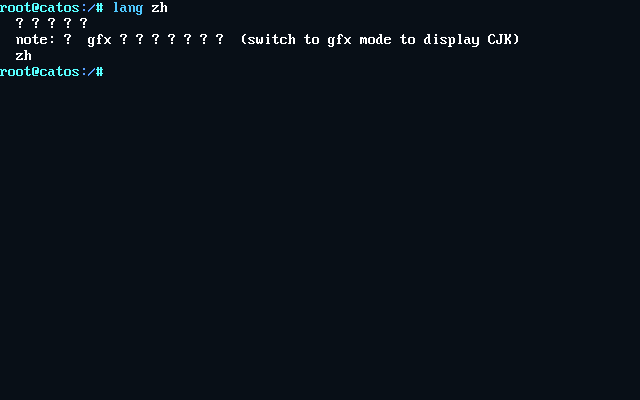 root@catos:/# lang zh
? ? ? ? ?
note: ?  gfx ? ? ? ? ? ? ?  (switch to gfx mode to display CJK)
zh
root@catos:/#